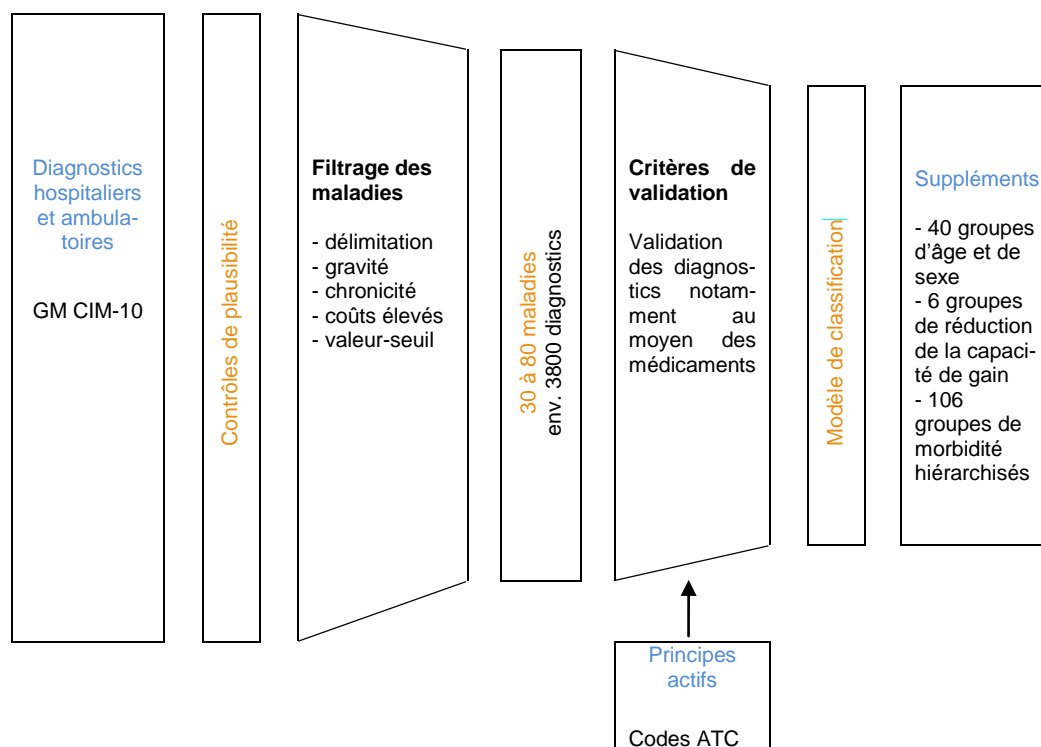 Diagnostics
hospitaliers
et ambula-
toires
GM CIM-10
Contrôles de plausibilité
Filtrage des
maladies
- délimitation
- gravité
- chronicité
- coûts élevés
- valeur-seuil
30 à 80 maladies
env. 3800 diagnostics
Critères de
validation
Validation
des diagnos-
tics notam-
ment au
moyen des
médicaments
Principes
actifs
Codes ATC
Modèle de classification
Suppléments
- 40 groupes
d'âge et de
sexe
- 6 groupes
de réduction
de la capaci-
té de gain
- 106
groupes de
morbidité
hiérarchisés